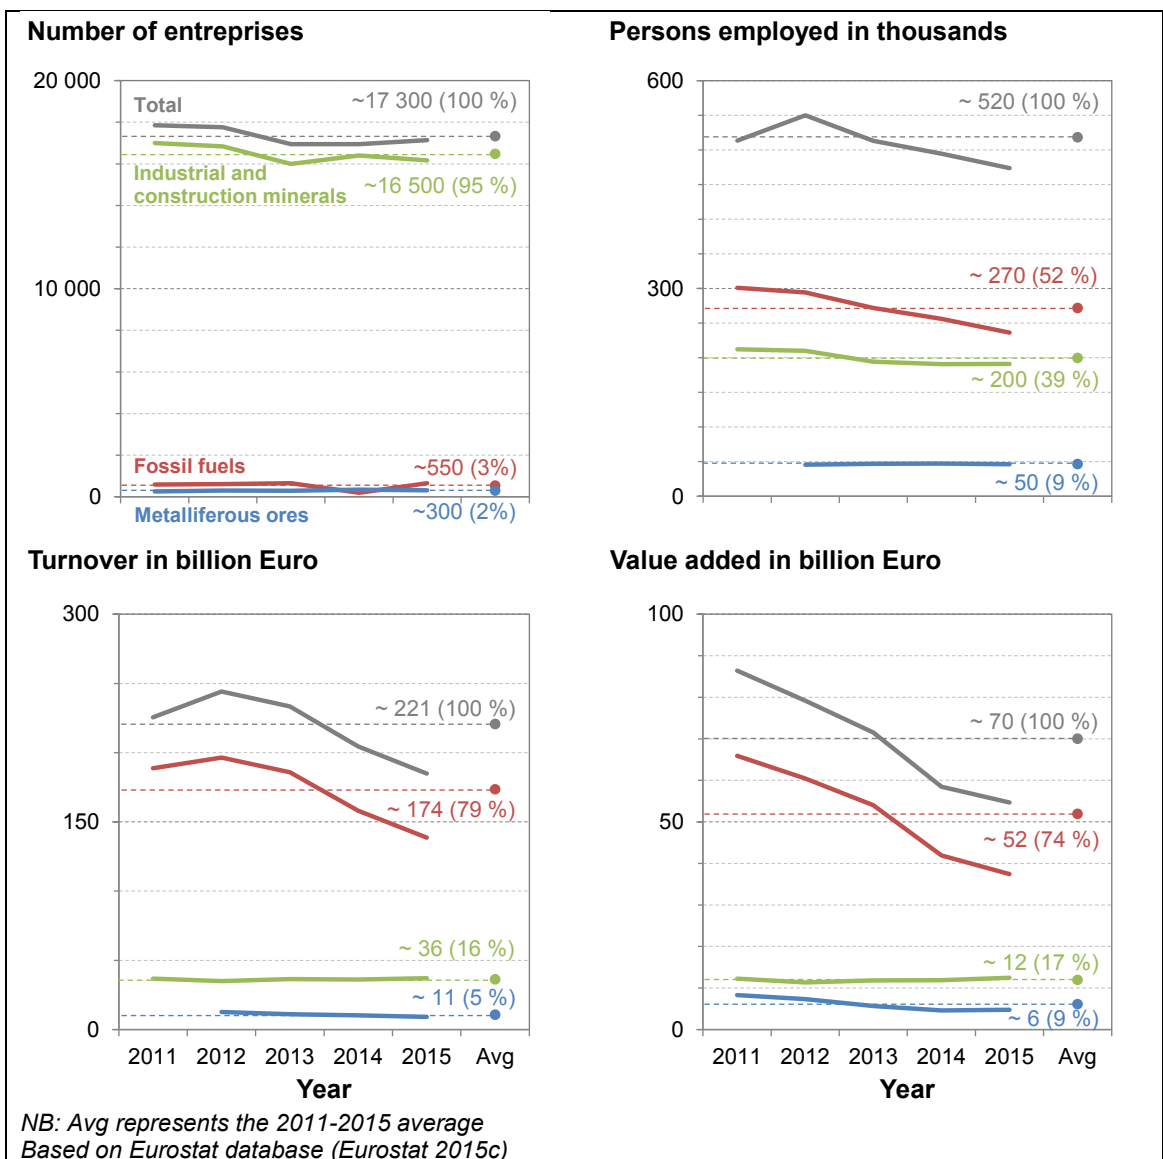 Number of entreprises
20 000
10 000
0
Total
~17 300 (100 %)
Industrial and
construction minerals
~16 500 (95 %)
Fossil fuels
~550 (3%)
Metalliferous ores
~300 (2%)
Persons employed in thousands
600
300
0
~ 520 (100 %)
~ 270 (52 %)
~ 200 (39 %)
~ 50 (9 %)
Turnover in billion Euro
300
150
0
~ 221 (100 %)
~ 174 (79 %)
~ 36 (16 %)
~ 11 (5 %)
2011 2012 2013 2014 2015 Avg
Year
Value added in billion Euro
100
50
0
~ 70 (100 %)
~ 52 (74 %)
~ 12 (17 %)
~ 6 (9 %)
2011 2012 2013 2014 2015 Avg
Year
NB: Avg represents the 2011-2015 average
Based on Eurostat database (Eurostat 2015c)